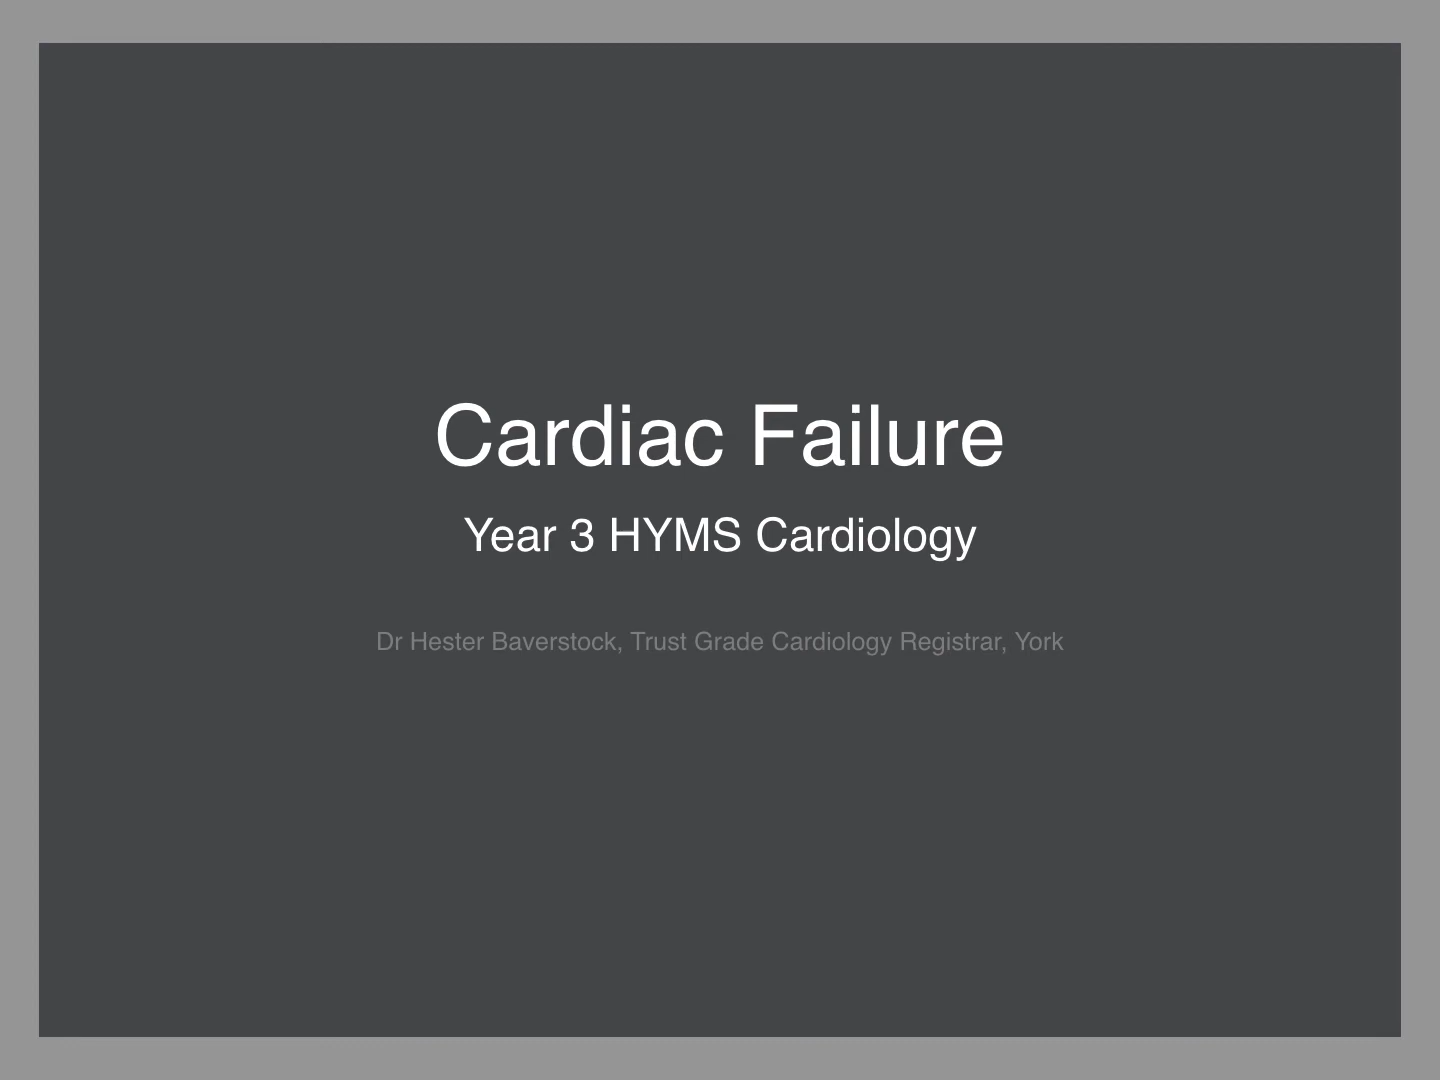 Cardiac Failure
Year 3 HYMS Cardiology
Dr Hester Baverstock, Trust Grade Cardiology Registrar, York